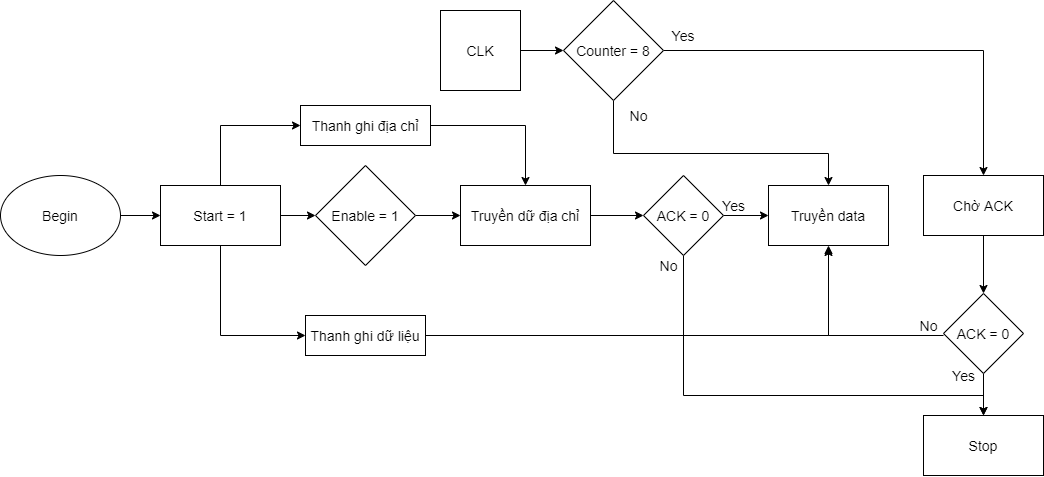 CLK
Counter = 8
Yes
No
Thanh ghi địa chỉ
Begin
Start = 1
Enable = 1
Truyền dữ địa chỉ
ACK = 0
Yes
No
Truyền data
Chờ ACK
Thanh ghi dữ liệu
No
ACK = 0
Yes
Stop